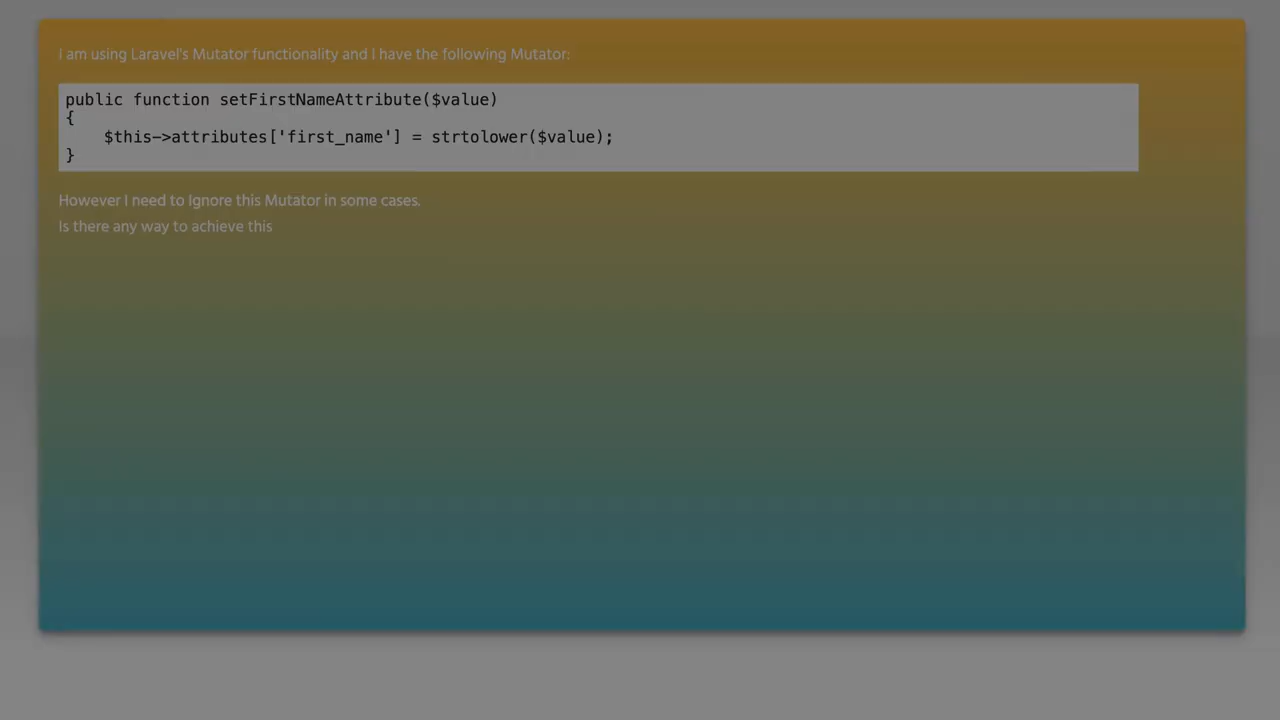 I am using Laravel's Mutator functionality and I have the following Mutator:
public function setFirstNameAttribute($value)
{
    $this->attributes['first_name'] = strtolower($value);
}
However I need to Ignore this Mutator in some cases.
Is there any way to achieve this